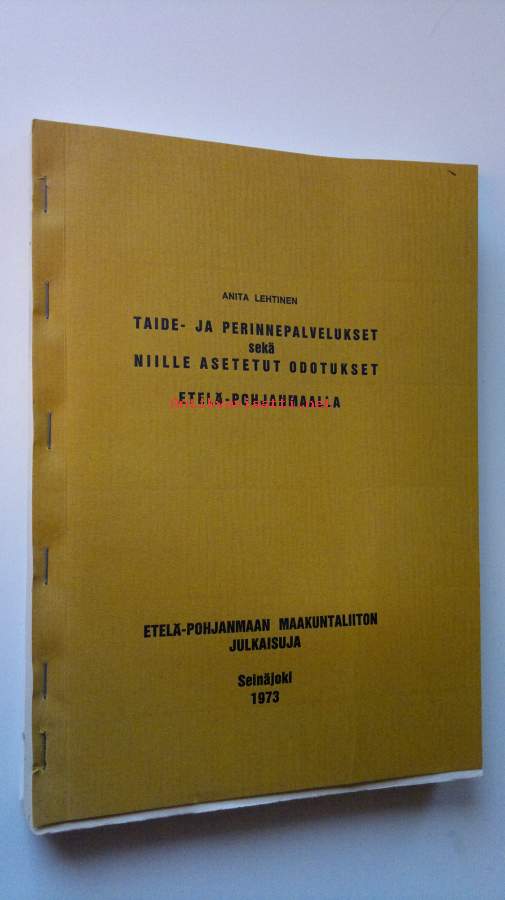 ANITA LEHTINEN
TAIDE- JA PERINNEPALVELUKSET
sekä
NIILLE ASETETUT ODOTUKSET
ETELÄ-POHJANMAALLA
ETELÄ-POHJANMAAN MAAKUNTALIITON
JULKAISUJA
Seinäjoki
1973